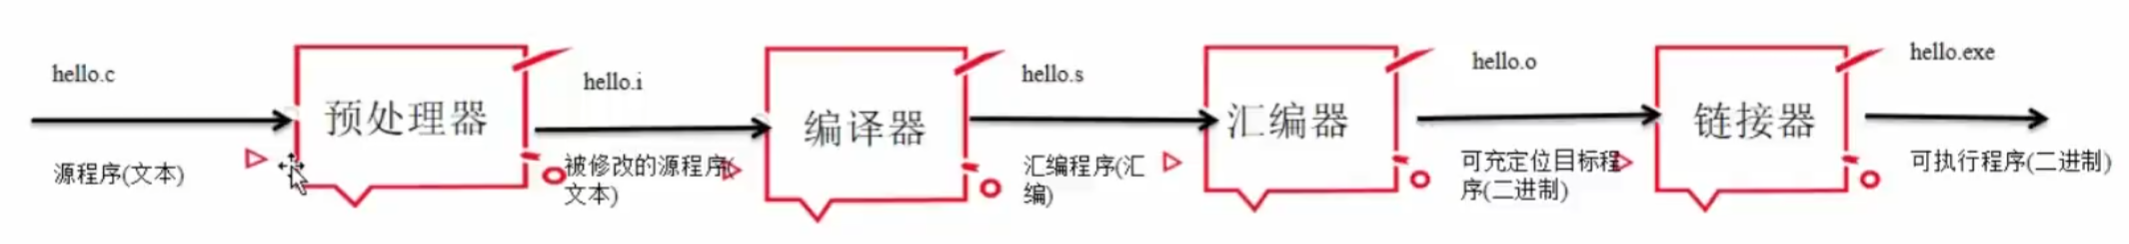 hello.c
源程序(文本)
预处理器
hello.i
被修改的源程序(
文本)
编译器
hello.s
汇编程序(汇
编)
汇编器
hello.o
可充定位目标程
序(二进制)
链接器
hello.exe
可执行程序(二进制)